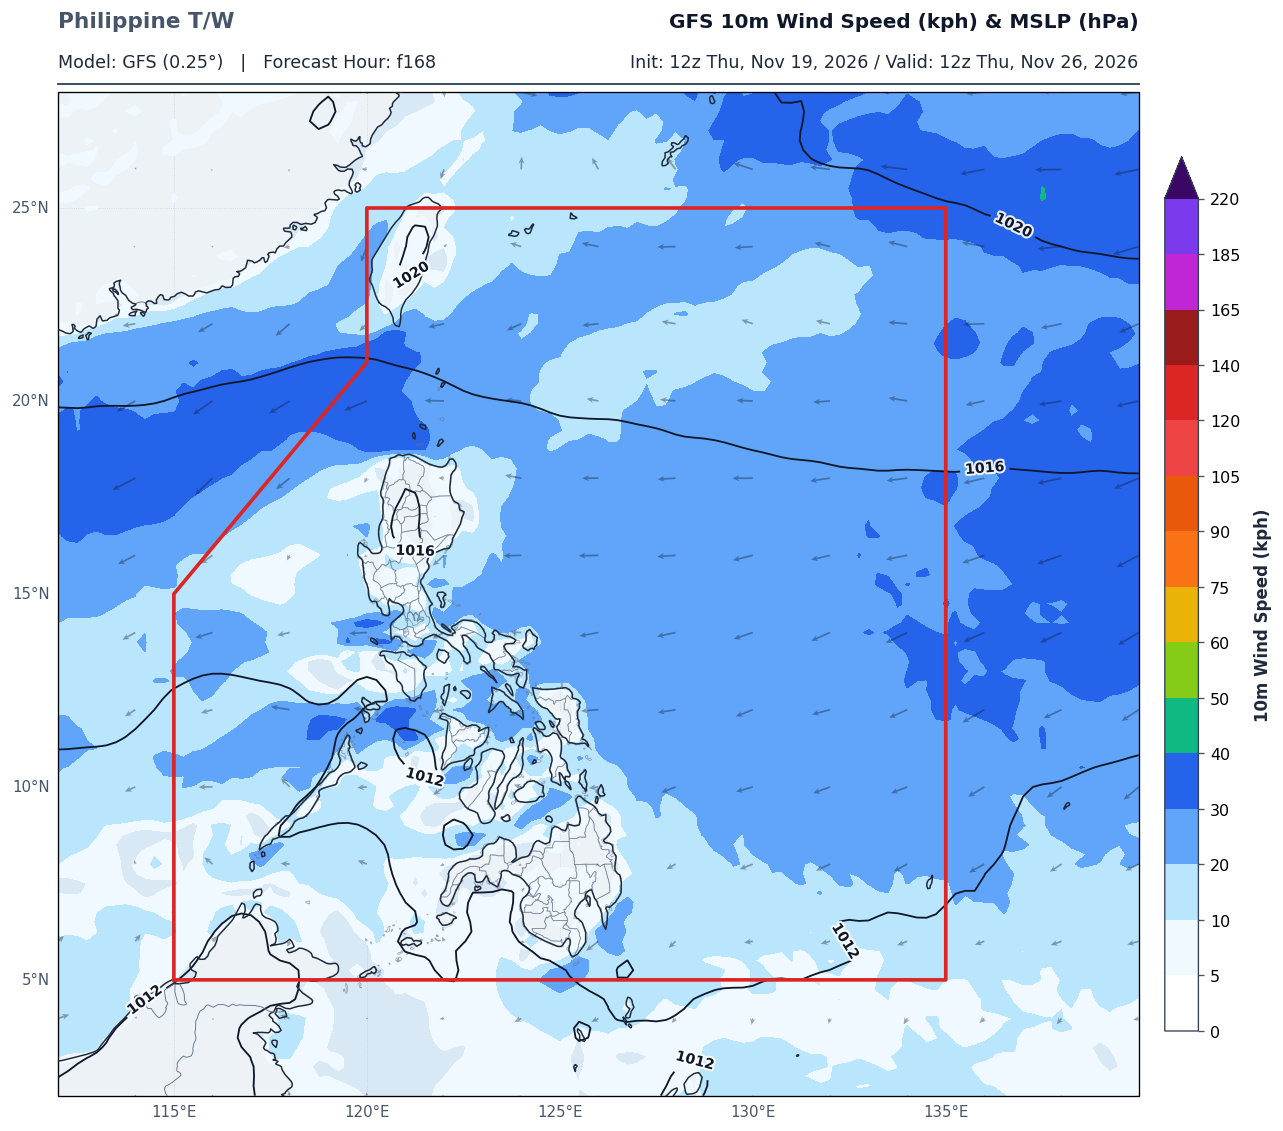 Philippine T/W
GFS 10m Wind Speed (kph) & MSLP (hPa)
Model: GFS (0.25°) | Forecast Hour: f168
Init: 12z Thu, Nov 19, 2026 / Valid: 12z Thu, Nov 26, 2026
1020
1020
1016
1016
1012
1012
1012
1012
25°N
20°N
15°N
10°N
5°N
115°E
120°E
125°E
130°E
135°E
220
185
165
140
120
105
90
75
60
50
40
30
20
10
5
0
10m Wind Speed (kph)